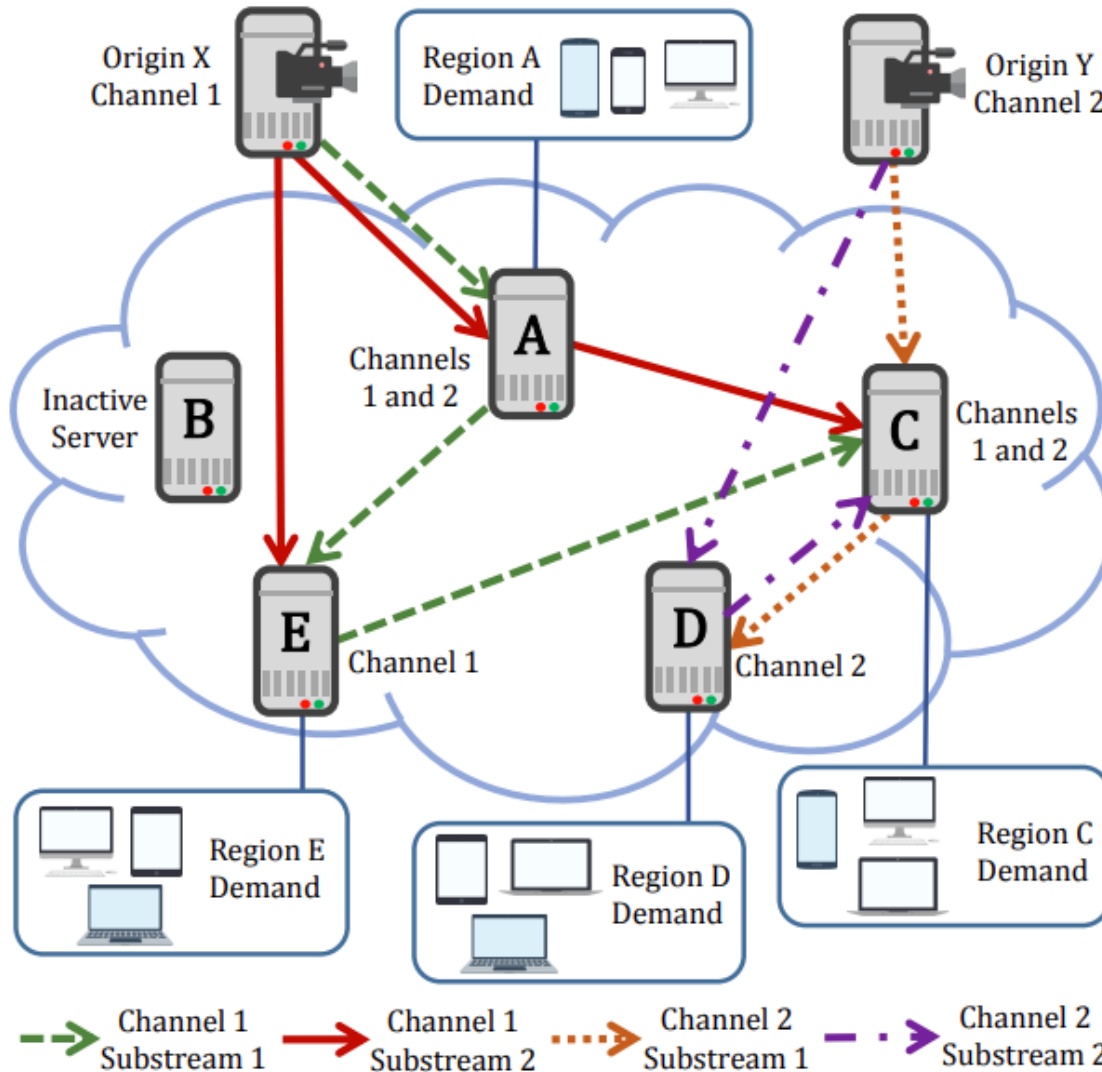 Origin X
Channel 1
Region A
Demand
Origin Y
Channel 2
A
Channels
1 and 2
Inactive
Server
B
C
Channels
1 and 2
E
Channel 1
D
Channel 2
Region E
Demand
Region D
Demand
Region C
Demand
Channel 1
Substream 1
Channel 1
Substream 2
Channel 2
Substream 1
Channel 2
Substream 2